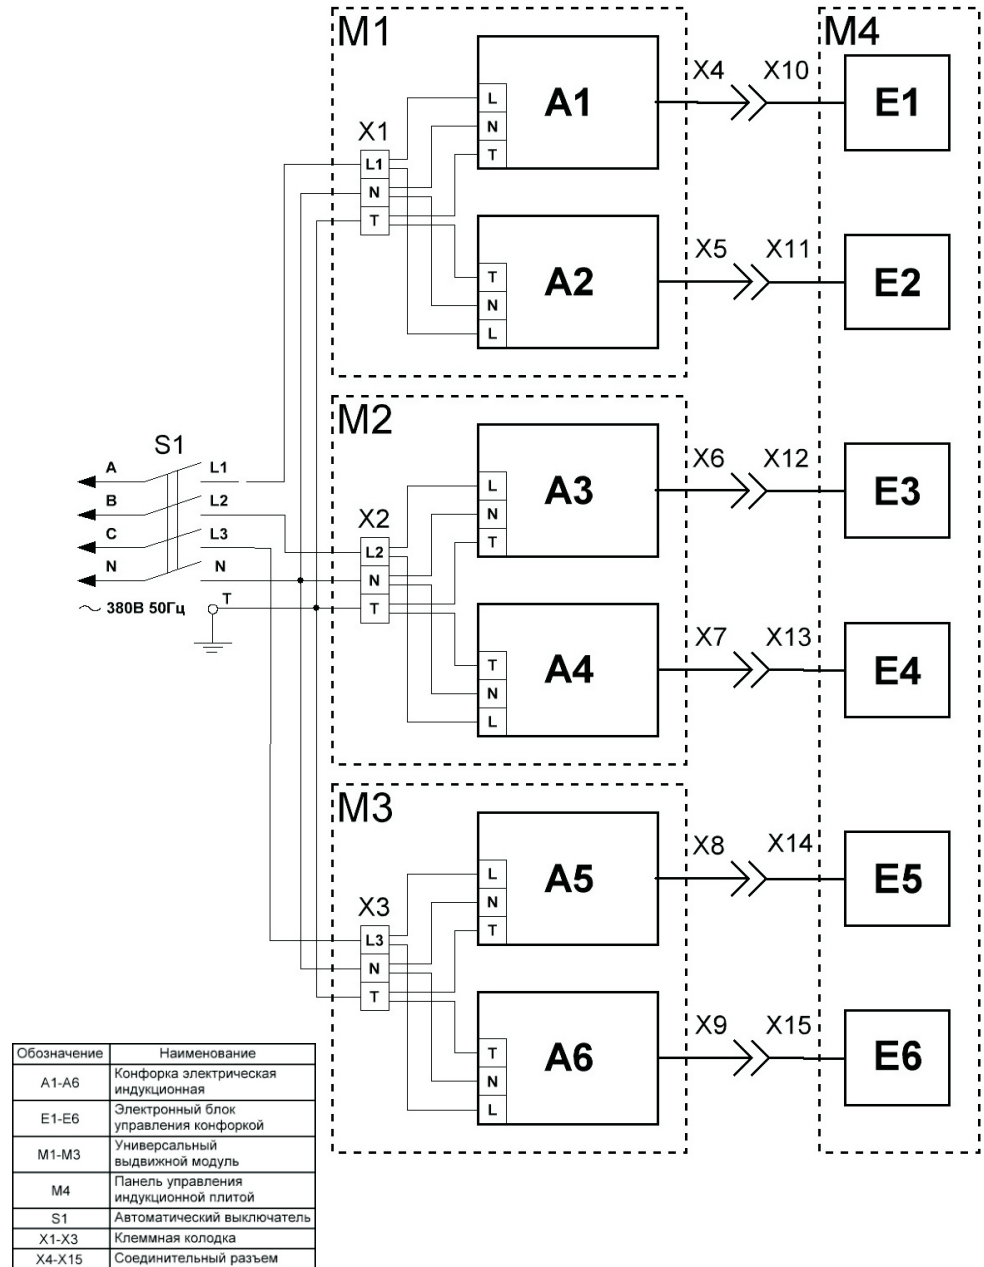 M1
A1
L
N
T
X1
L1
N
T
A2
T
N
L
X4
X10
X5
X11
M4
E1
E2
M2
A3
L
N
T
X2
L2
N
T
A4
T
N
L
X6
X12
X7
X13
E3
E4
S1
A
L1
B
L2
C
L3
N
N
~ 380В 50Гц
T
M3
A5
L
N
T
X3
L3
N
T
A6
T
N
L
X8
X14
X9
X15
E5
E6
Обозначение Наименование
A1-A6 Конфорка электрическая
индукционная
E1-E6 Электронный блок
управления конфоркой
M1-M3 Универсальный
выдвижной модуль
M4 Панель управления
индукционной плитой
S1 Автоматический выключатель
X1-X3 Клеммная колодка
X4-X15 Соединительный разъем